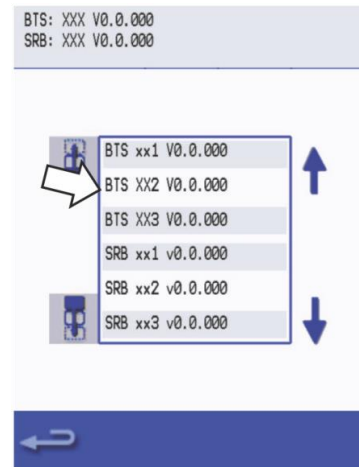 BTS: XXX V0.0.000
SRB: XXX V0.0.000
BTS xx1 V0.0.000
BTS XX2 V0.0.000
BTS XX3 V0.0.000
SRB xx1 v0.0.000
SRB xx2 v0.0.000
SRB xx3 v0.0.000